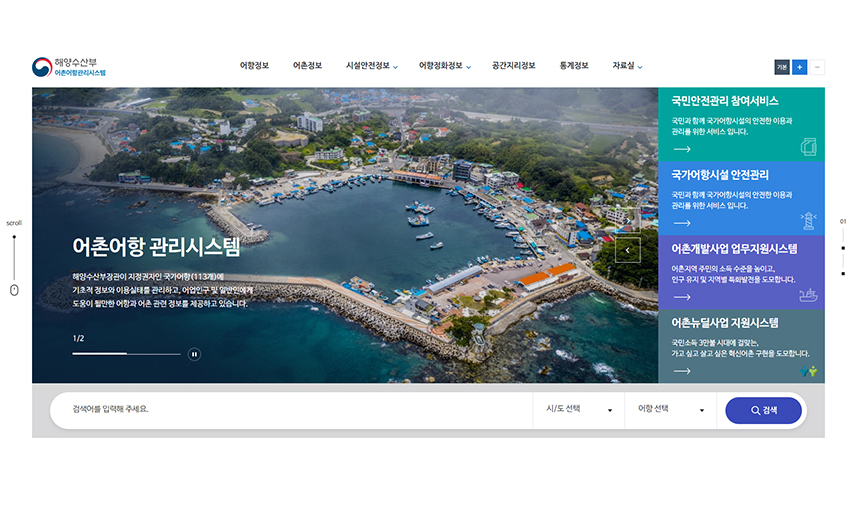 해양수산부
어촌어항관리시스템
어항정보
어촌정보
시설안전정보
어항정화정보
공간지리정보
통계정보
자료실
기본
+
-
scroll
어촌어항 관리시스템
해양수산부장관이 지정권자인 국가어항(113개)에
기초적 정보와 이용실태를 관리하고, 어업인구 및 일반인에게
도움이 될만한 어항과 어촌 관련 정보를 제공하고 있습니다.
1/2
국민안전관리 참여서비스
국민과 함께 국가어항시설의 안전한 이용과
관리를 위한 서비스 입니다.
국가어항시설 안전관리
국민과 함께 국가어항시설의 안전한 이용과
관리를 위한 서비스 입니다.
어촌개발사업 업무지원시스템
어촌지역 주민의 소득 수준을 높이고,
인구 유지 및 지역별 특화발전을 도모합니다.
어촌뉴딜사업 지원시스템
국민소득 3만불 시대에 걸맞는,
가고 싶고 살고 싶은 혁신어촌 구현을 도모합니다.
01
검색어를 입력해 주세요.
시/도 선택
어항 선택
검색